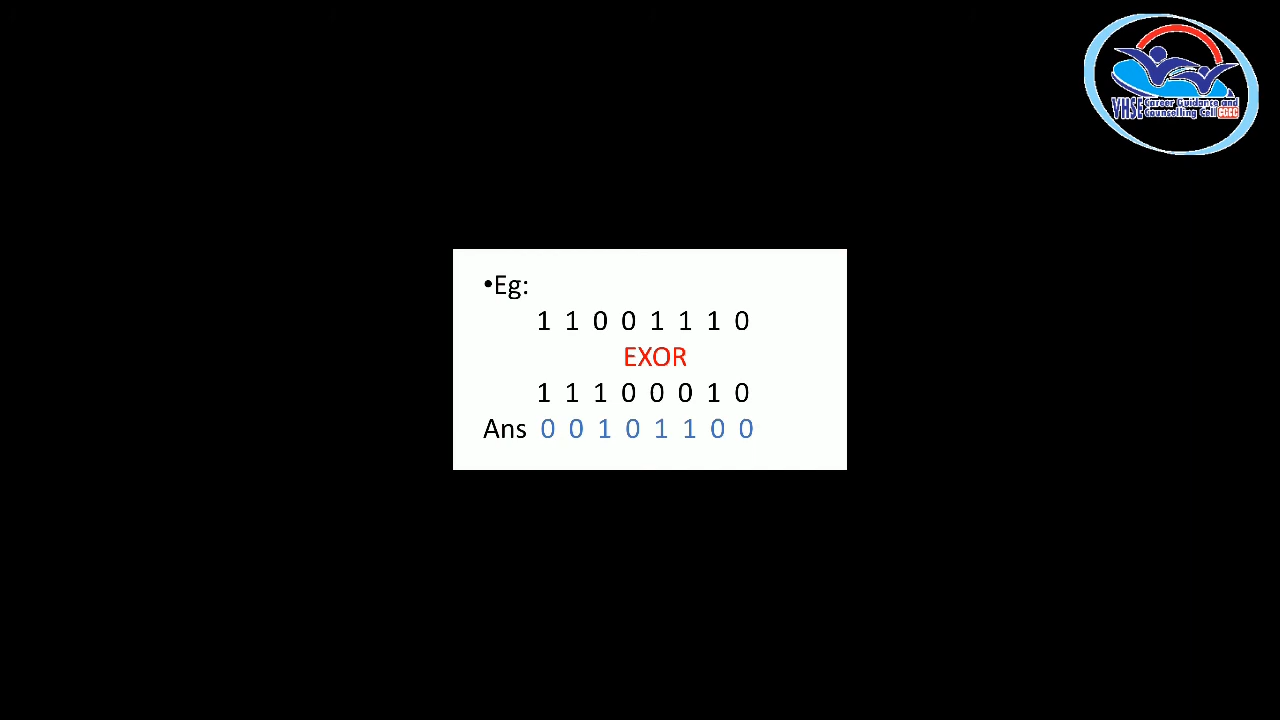 VHSE Career Guidance and
Counselling Cell CGCC
•Eg:
1 1 0 0 1 1 1 0
EXOR
1 1 1 0 0 0 1 0
Ans 0 0 1 0 1 1 0 0